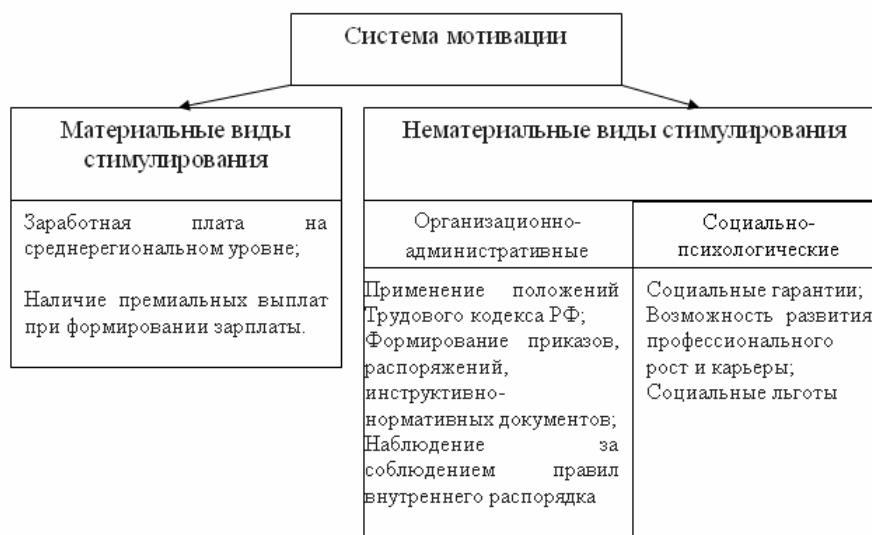 Система мотивации
Материальные виды
стимулирования
Заработная плата на
среднерегиональном уровне;
Наличие премиальных выплат
при формировании зарплаты.
Нематериальные виды стимулирования
Организационно-
административные
Применение положений
Трудового кодекса РФ;
Формирование приказов,
распоряжений,
инструктивно-
нормативных документов;
Наблюдение за
соблюдением правил
внутреннего распорядка
Социально-
психологические
Социальные гарантии;
Возможность развития
профессионального
рост и карьеры;
Социальные льготы